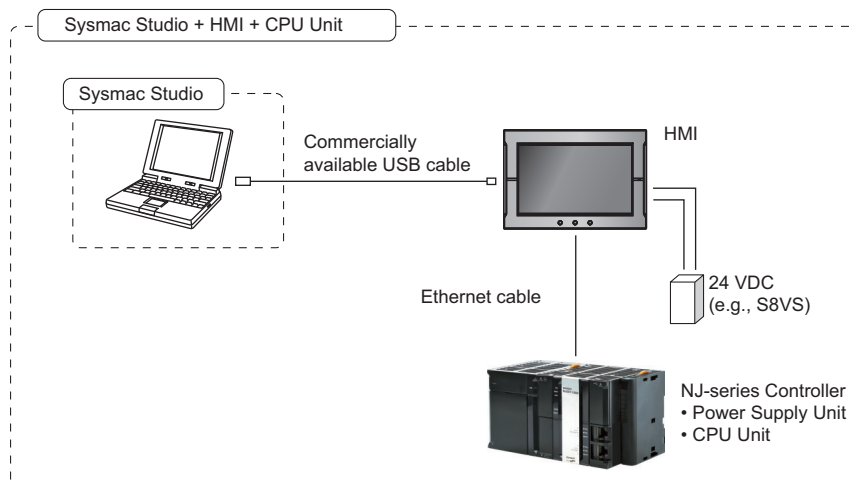 Sysmac Studio + HMI + CPU Unit
Sysmac Studio
Commercially
available USB cable
HMI
Ethernet cable
24 VDC
(e.g., S8VS)
NJ-series Controller
• Power Supply Unit
• CPU Unit